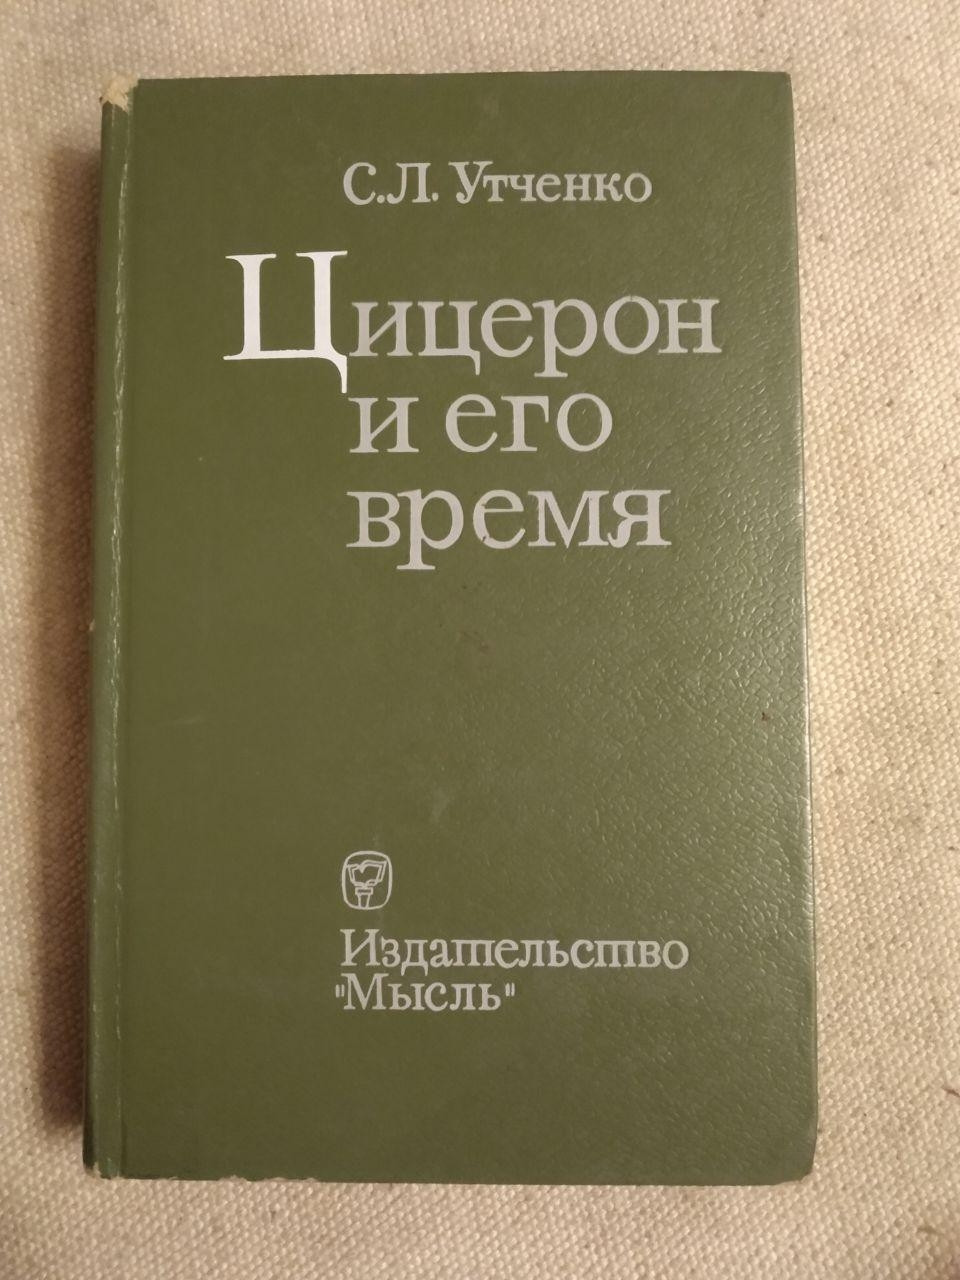 С.Л. Утченко
Цицерон
и его
время
Издательство
"Мысль"